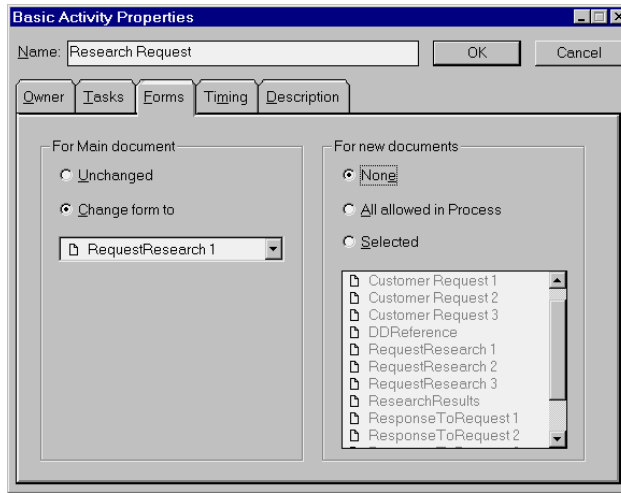 Basic Activity Properties
Name: Research Request
OK
Cancel
Owner
Tasks
Forms
Timing
Description
For Main document
Unchanged
Change form to
RequestResearch 1
For new documents
None
All allowed in Process
Selected
Customer Request 1
Customer Request 2
Customer Request 3
DDReference
RequestResearch 1
RequestResearch 2
RequestResearch 3
ResearchResults
ResponseToRequest 1
ResponseToRequest 2